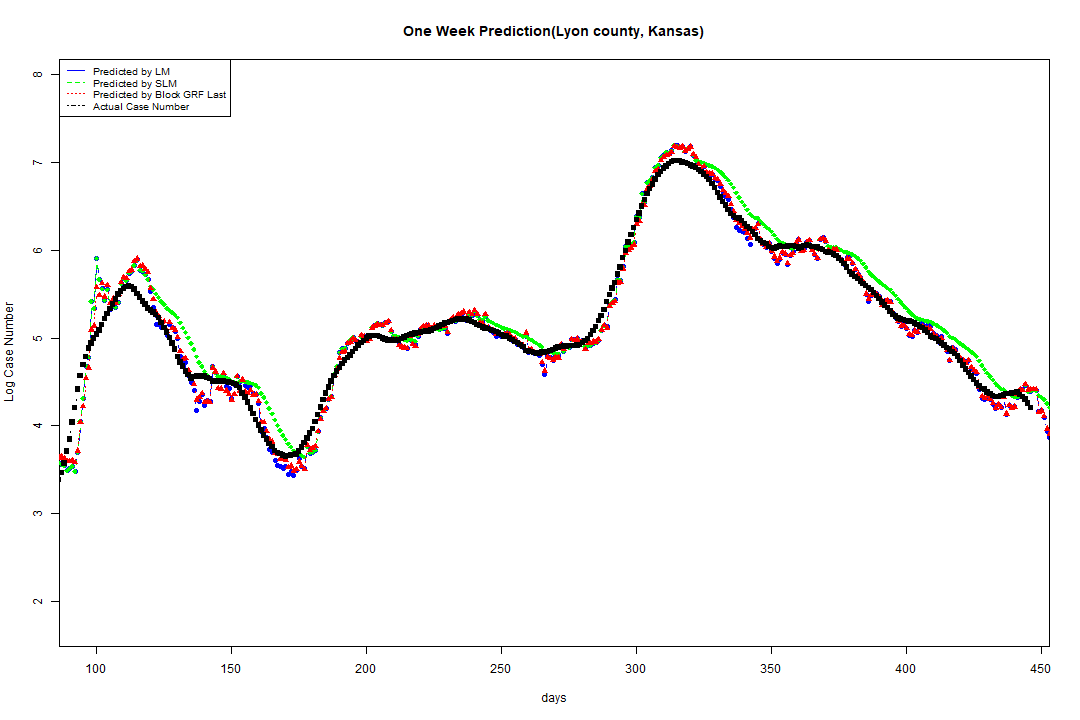 One Week Prediction(Lyon county, Kansas)
Predicted by LM
Predicted by SLM
Predicted by Block GRF Last
Actual Case Number
Log Case Number
8
7
6
5
4
3
2
100 150 200 250 300 350 400 450
days